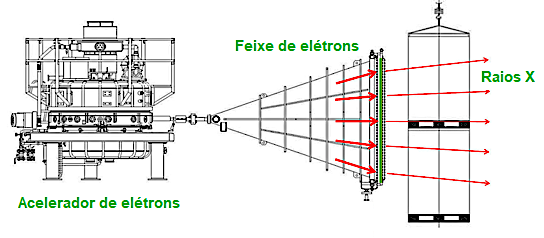 Feixe de elétrons
Raios X
Acelerador de elétrons